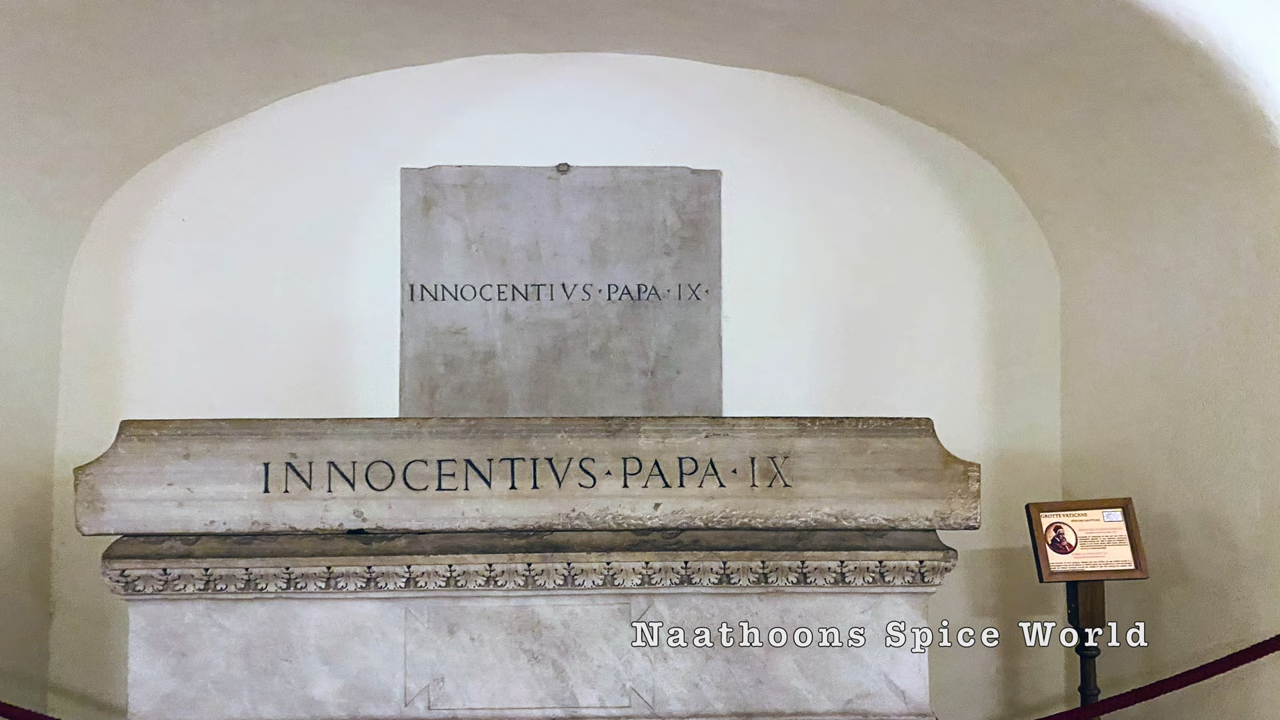 INNOCENTIVS·PAPA·IX·
INNOCENTIVS·PAPA·IX
GROTTE VATICANE
Naathoons Spice World